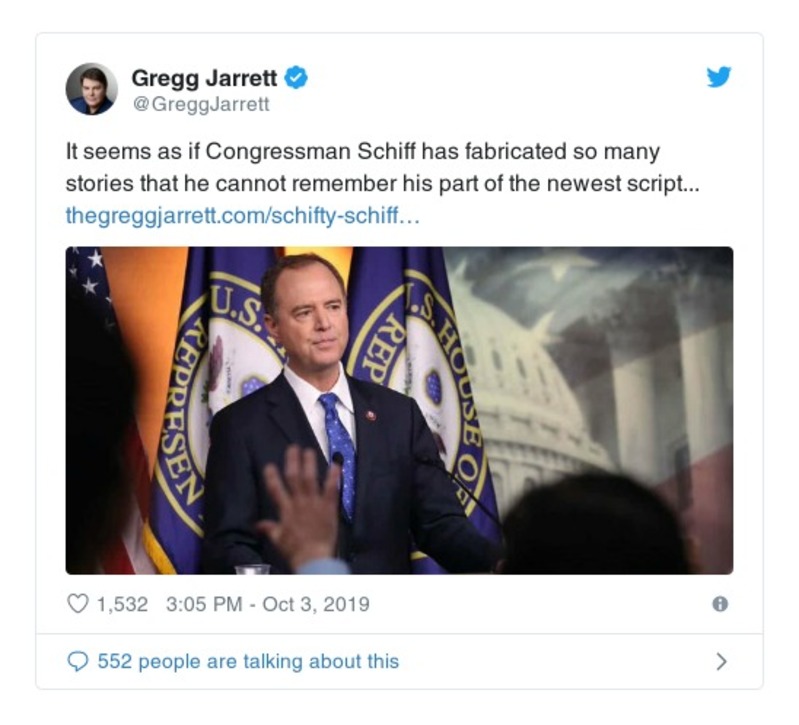 Gregg Jarrett
@GreggJarrett
It seems as if Congressman Schiff has fabricated so many
stories that he cannot remember his part of the newest script...
thegreggjarrett.com/schifty-schiff…
U.S.
REPRESEN
U.S. HOUSE OF
REP
1,532 3:05 PM - Oct 3, 2019
552 people are talking about this